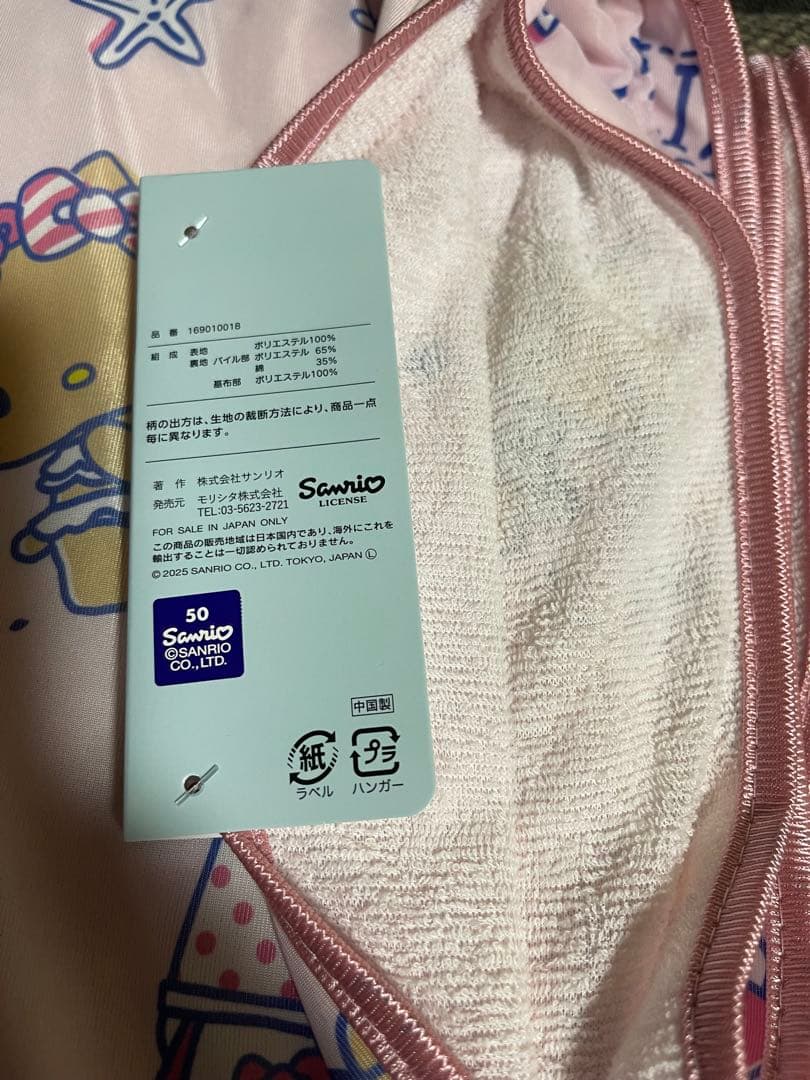 品番 169010018
組成 表地 ポリエステル100%
裏地 パイル部 ポリエステル 65%
綿 35%
基布部 ポリエステル100%
柄の出方は、生地の裁断方法により、商品一点
毎に異なります。
著作 株式会社サンリオ
発売元 モリシタ株式会社
TEL:03-5623-2721
Sanrio
LICENSE
FOR SALE IN JAPAN ONLY
この商品の販売地域は日本国内であり、海外にこれを
輸出することは一切認められておりません。
© 2025 SANRIO CO., LTD. TOKYO, JAPAN Ⓛ
50
Sanrio
©SANRIO
CO.,LTD.
中国製
紙 プラ
ラベル ハンガー